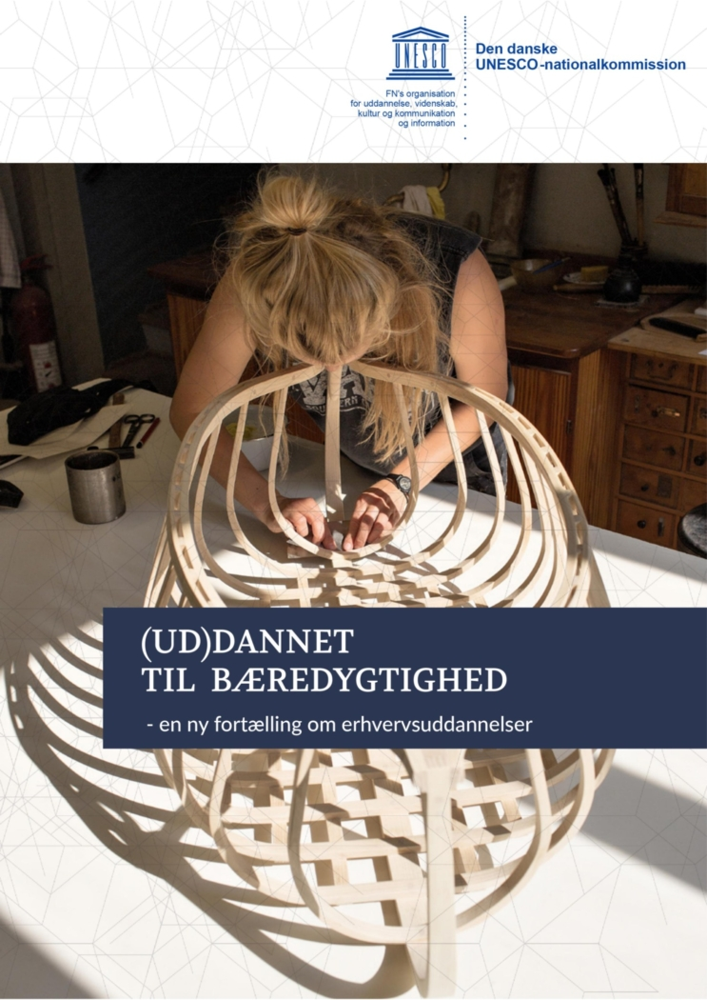 UNESCO
FN's organisation
for uddannelse, videnskab,
kultur og kommunikation
og information
Den danske
UNESCO-nationalkommission
(UD)DANNET
TIL BÆREDYGTIGHED
- en ny fortælling om erhvervsuddannelser